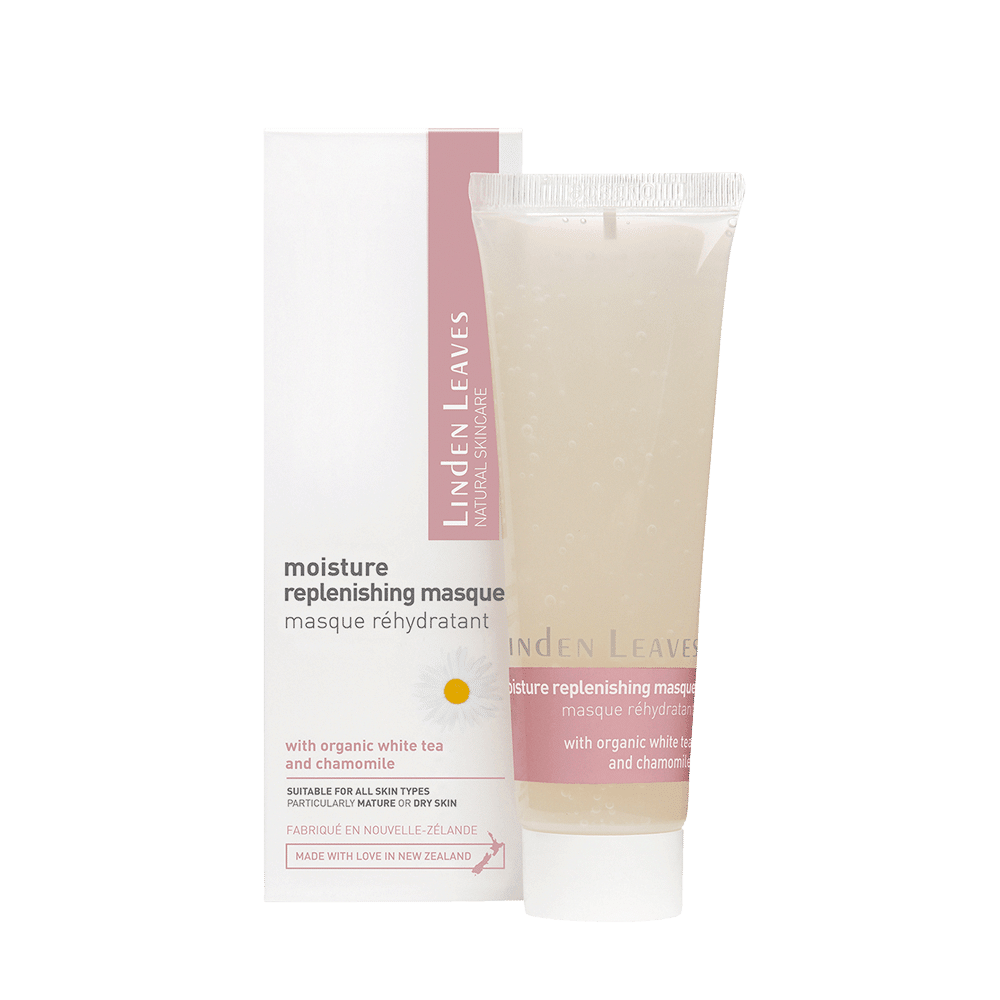 LINDEN LEAVES
NATURAL SKINCARE
moisture
replenishing masque
masque réhydratant
with organic white tea
and chamomile
SUITABLE FOR ALL SKIN TYPES
PARTICULARLY MATURE OR DRY SKIN
FABRIQUÉ EN NOUVELLE-ZÉLANDE
MADE WITH LOVE IN NEW ZEALAND
INDEN LEAVES
oisture replenishing masque
masque réhydratant
with organic white tea
and chamomile